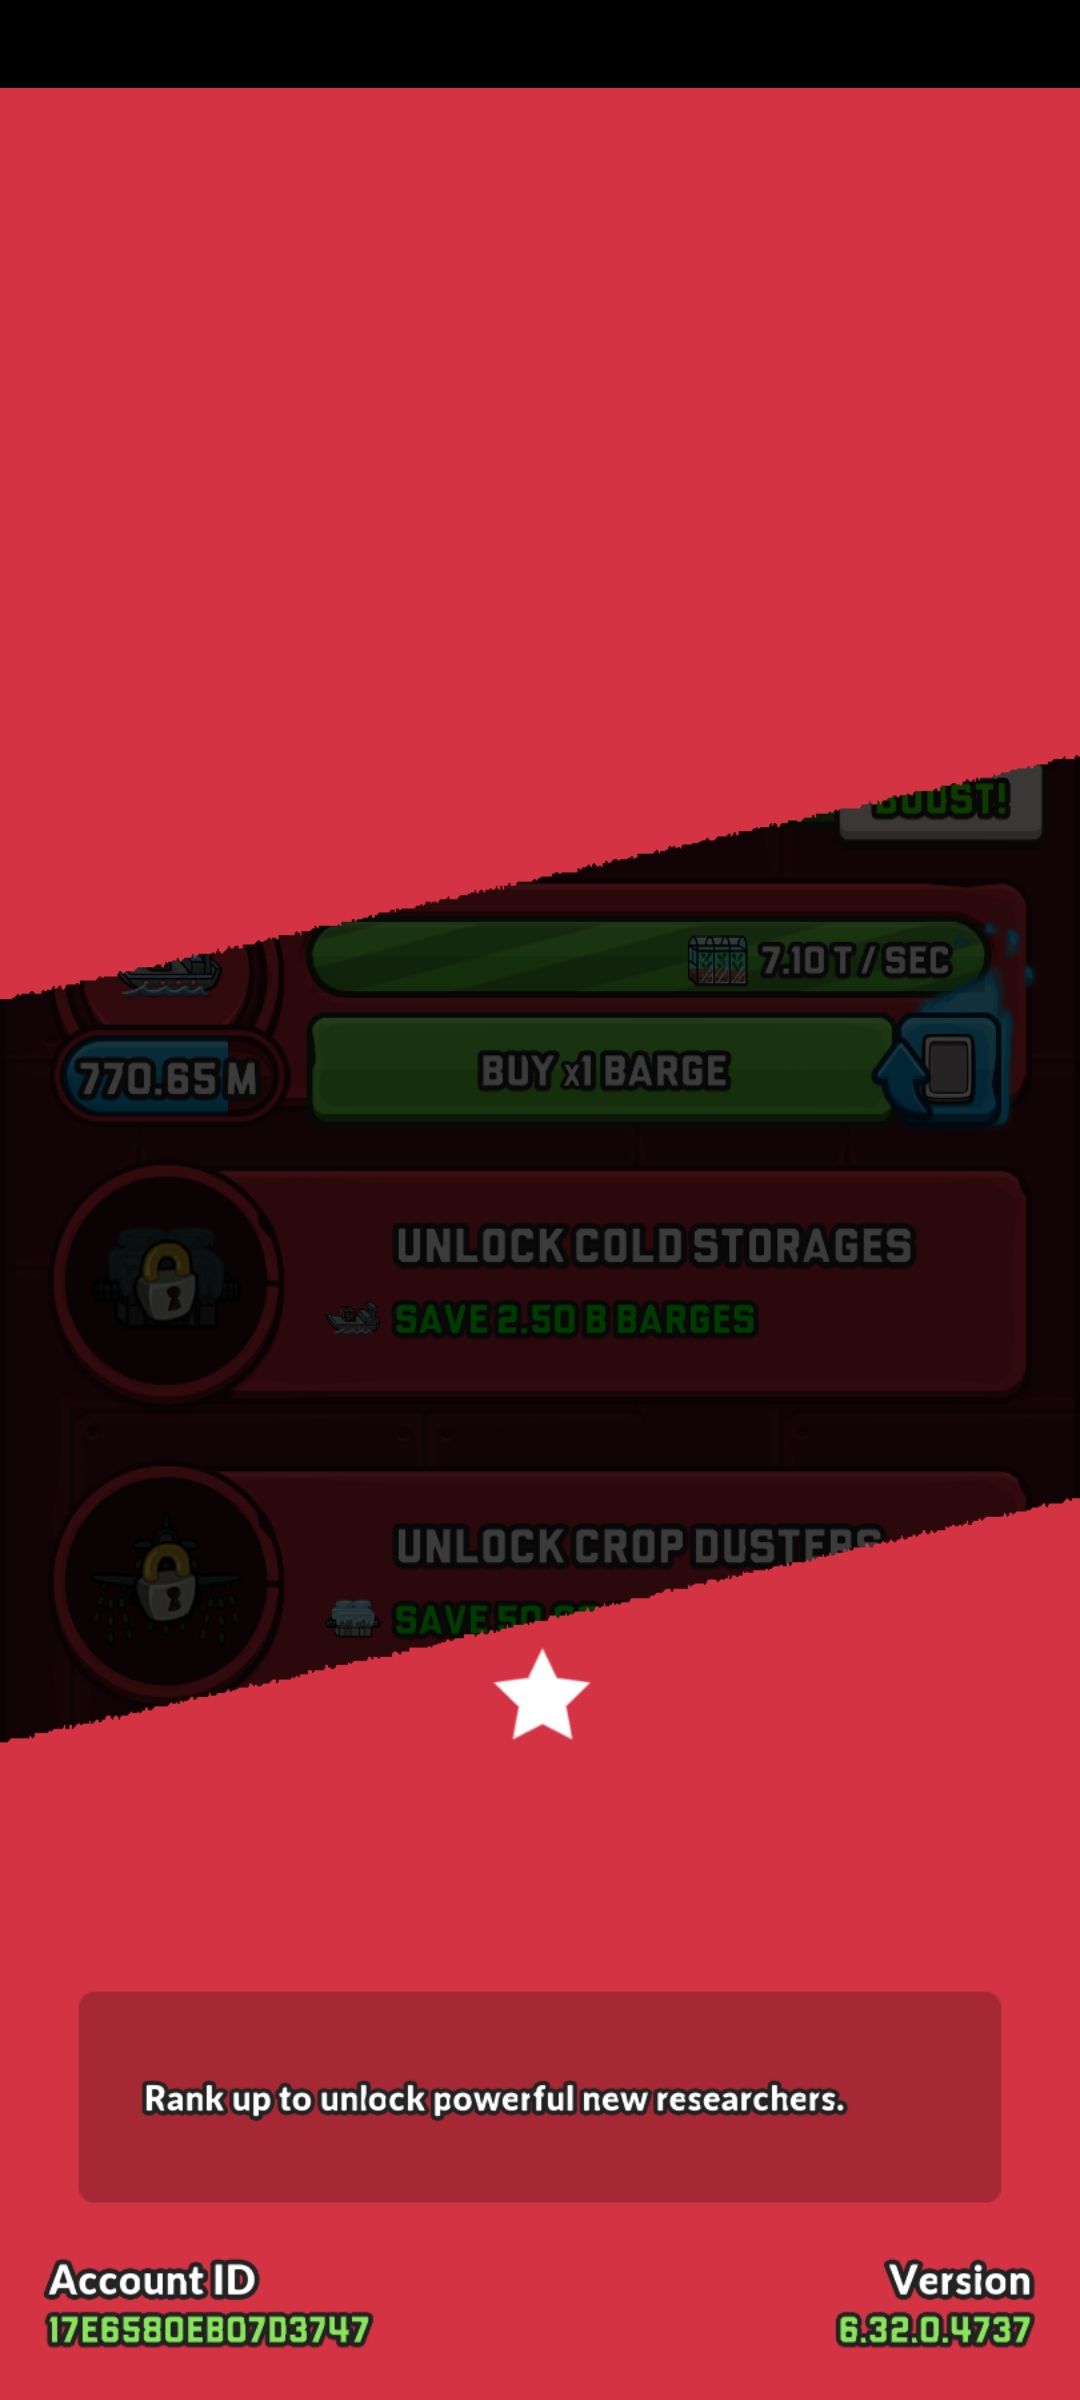 BOOST!
7.10 T / SEC
770.65 M
BUY x1 BARGE
UNLOCK COLD STORAGES
SAVE 2.50 B BARGES
UNLOCK CROP DUSTERS
SAVE
Rank up to unlock powerful new researchers.
Account ID
Version
17E6580EB07D3747
6.32.0.4737